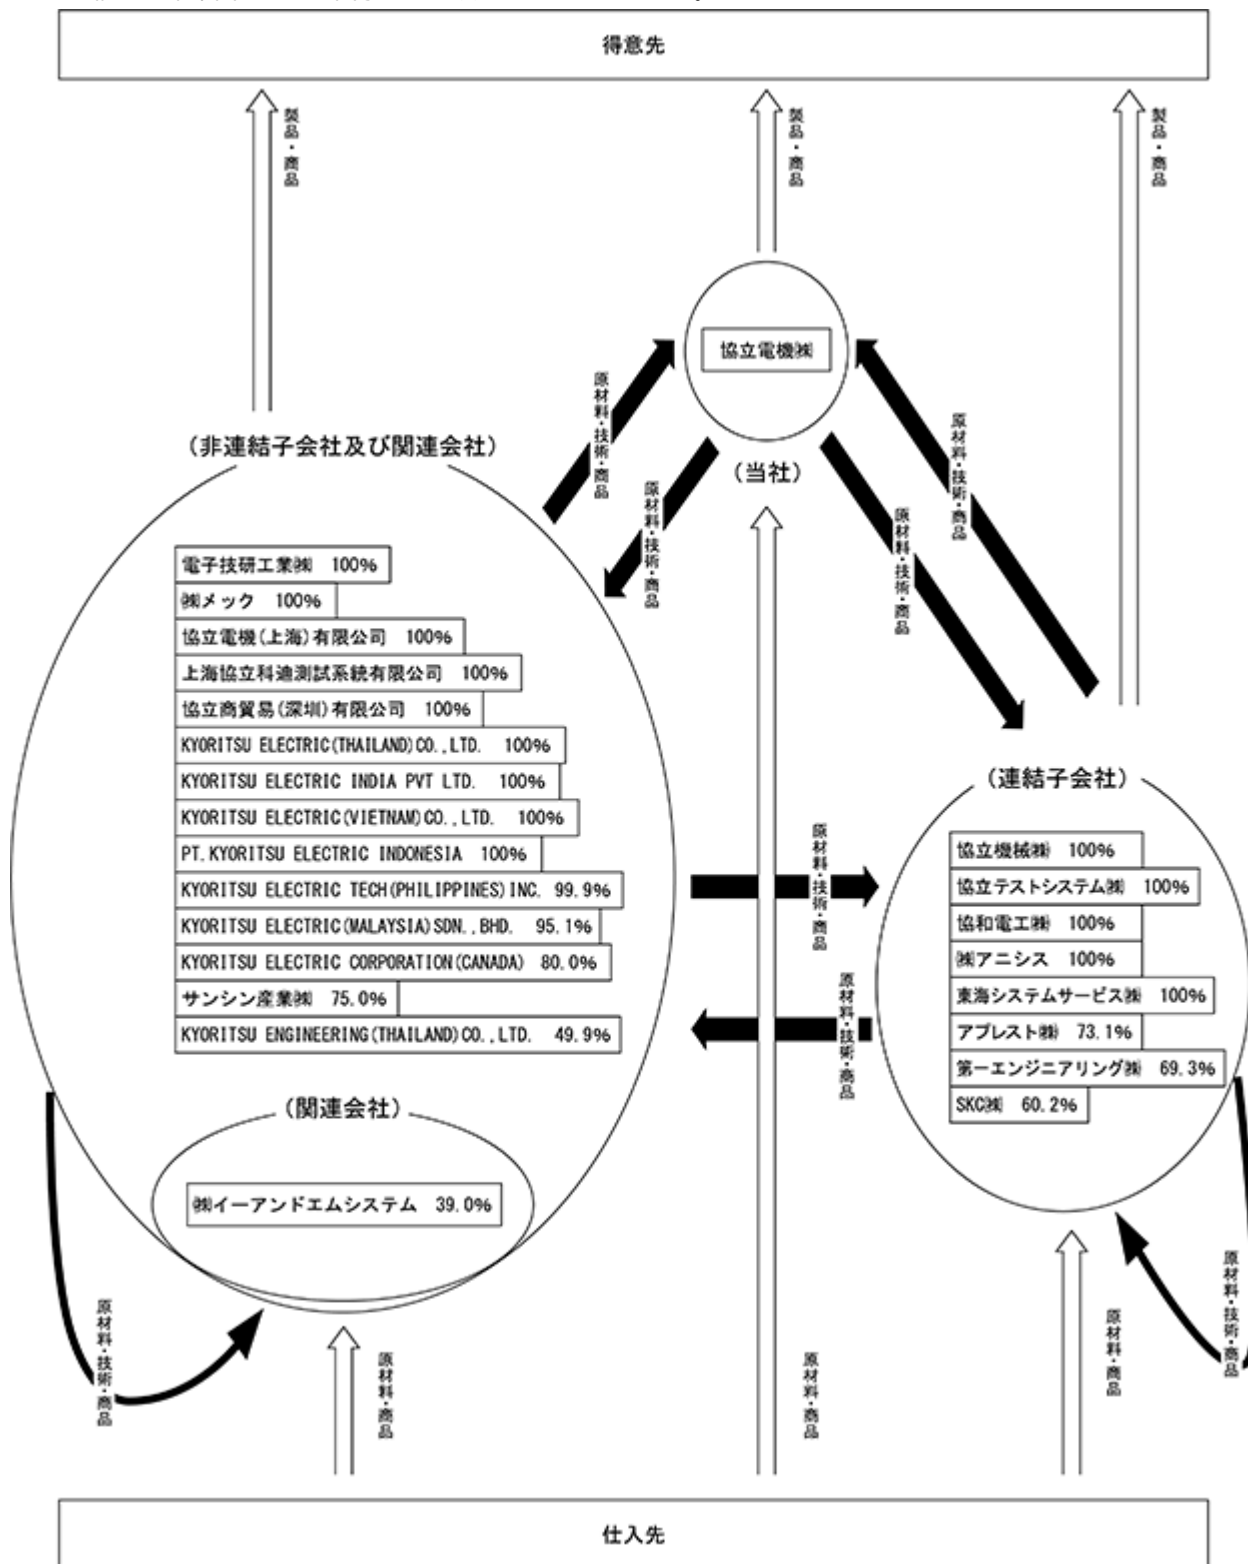 得意先
製品・商品
製品・商品
製品・商品
協立電機㈱
(当社)
原材料・技術・商品
原材料・技術・商品
原材料・技術・商品
原材料・技術・商品
(非連結子会社及び関連会社)
電子技研工業㈱ 100%
㈱メック 100%
協立電機(上海)有限公司 100%
上海協立科迪測試系統有限公司 100%
協立商貿易(深圳)有限公司 100%
KYORITSU ELECTRIC(THAILAND)CO.,LTD. 100%
KYORITSU ELECTRIC INDIA PVT LTD. 100%
KYORITSU ELECTRIC(VIETNAM)CO.,LTD. 100%
PT.KYORITSU ELECTRIC INDONESIA 100%
KYORITSU ELECTRIC TECH(PHILIPPINES)INC. 99.9%
KYORITSU ELECTRIC(MALAYSIA)SDN.,BHD. 95.1%
KYORITSU ELECTRIC CORPORATION(CANADA) 80.0%
サンシン産業㈱ 75.0%
KYORITSU ENGINEERING(THAILAND)CO.,LTD. 49.9%
(関連会社)
㈱イーアンドエムシステム 39.0%
原材料・技術・商品
原材料・技術・商品
(連結子会社)
協立機械㈱ 100%
協立テストシステム㈱ 100%
協和電工㈱ 100%
㈱アニシス 100%
東海システムサービス㈱ 100%
アプレスト㈱ 73.1%
第一エンジニアリング㈱ 69.3%
SKC㈱ 60.2%
原材料・技術・商品
原材料・技術・商品
原材料・商品
原材料・商品
原材料・商品
仕入先